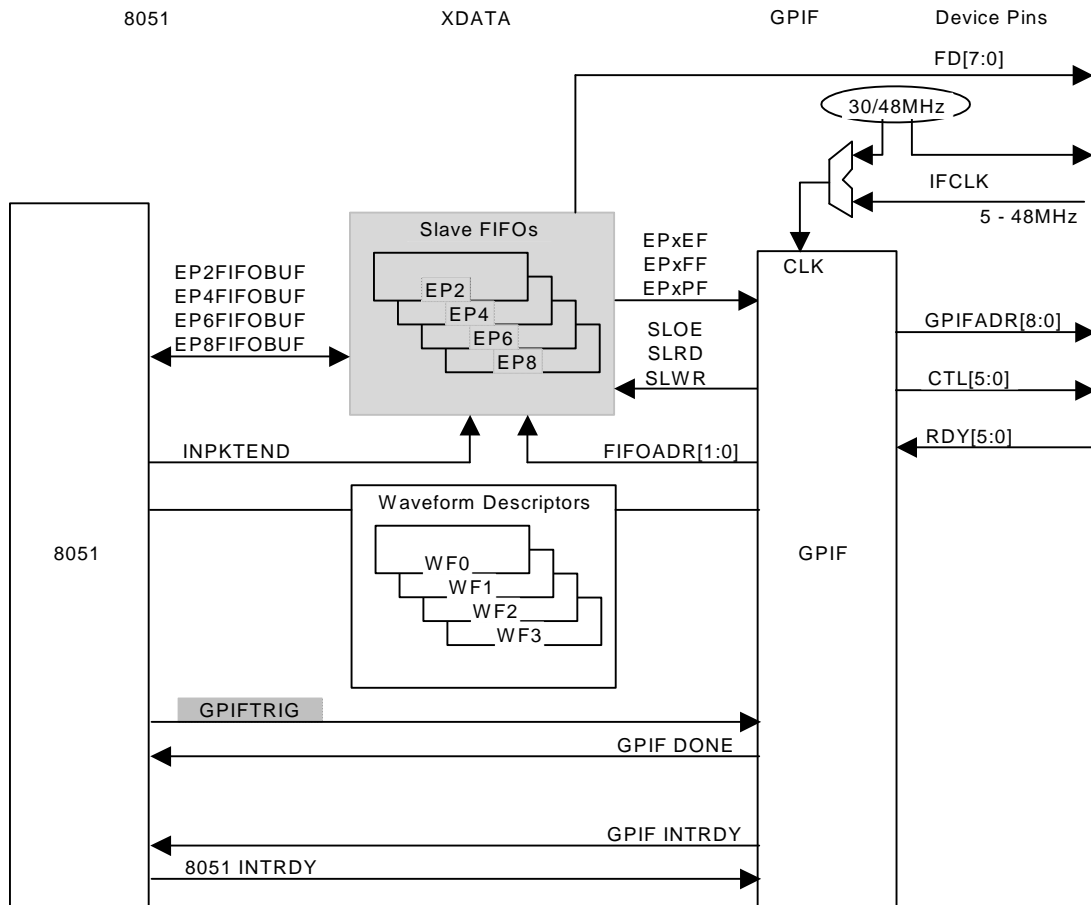 8051
XDATA
GPIF
Device Pins
FD[7:0]
30/48MHz
IFCLK
5 - 48MHz
Slave FIFOs
EP2
EP4
EP6
EP8
EP2FIFOBUF
EP4FIFOBUF
EP6FIFOBUF
EP8FIFOBUF
EPxEF
EPxFF
EPxPF
SLOE
SLRD
SLWR
CLK
GPIFADR[8:0]
CTL[5:0]
RDY[5:0]
INPKTEND
FIFOADR[1:0]
Waveform Descriptors
WF0
WF1
WF2
WF3
8051
GPIF
GPIFTRIG
GPIF DONE
GPIF INTRDY
8051 INTRDY